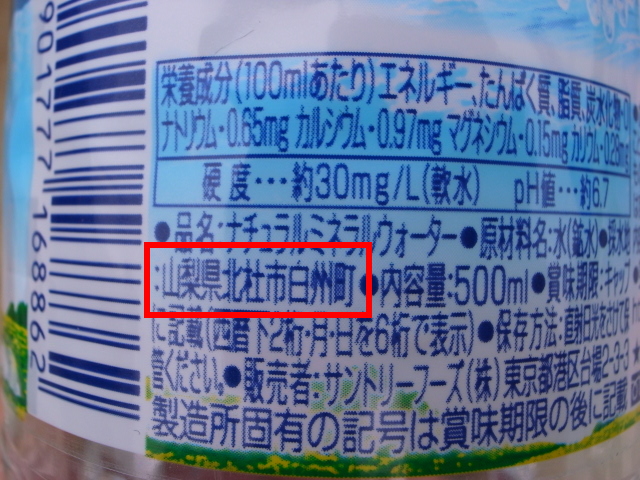 栄養成分(100mlあたり)エネルギー、たんぱく質、脂質、炭水化物…0
ナトリウム…0.65mg カルシウム…0.97mg マグネシウム…0.15mg カリウム…0.28mg
硬度…約30mg/L(軟水) pH値…約6.7
●品名:ナチュラルミネラルウォーター●原材料名:水(鉱水)●採水地
:山梨県北杜市白州町●内容量:500ml●賞味期限:キャップ
に記載(西暦下2桁・月・日を6桁で表示)●保存方法:直射日光をさけて保
管ください。●販売者:サントリーフーズ(株)東京都港区台場2-3-3
製造所固有の記号は賞味期限の後に記載
901777 168862